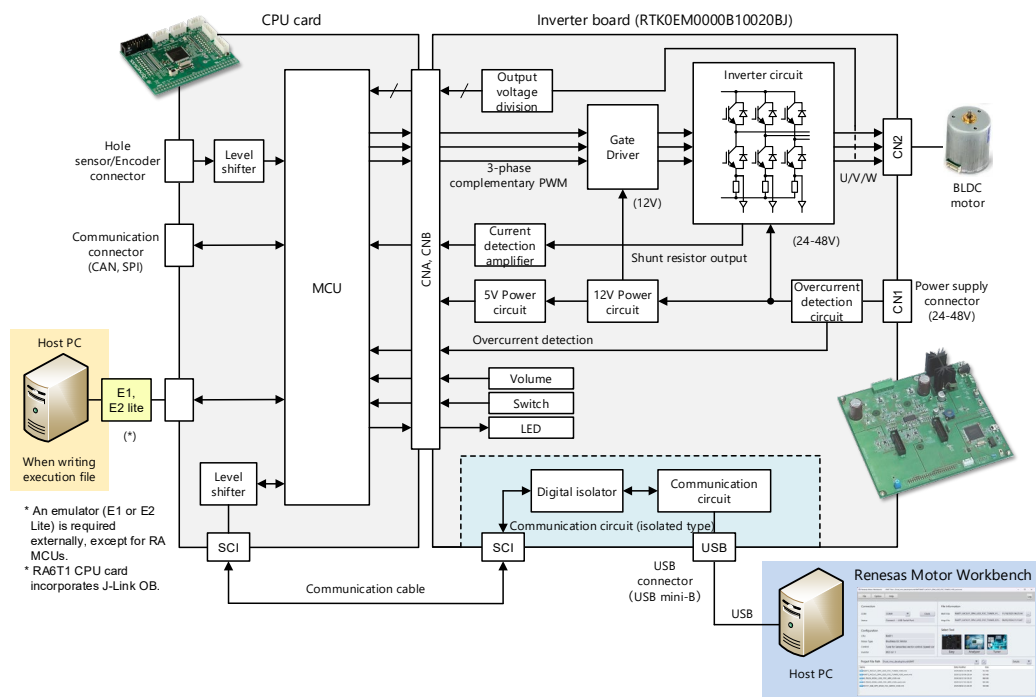 CPU card
Inverter board (RTK0EM0000B10020BJ)
Output
voltage
division
Inverter circuit
Hole
sensor/Encoder
connector
Level
shifter
Gate
Driver
CN2
3-phase
complementary PWM
U/V/W
BLDC
motor
(12V)
Communication
connector
(CAN, SPI)
Current
detection
amplifier
(24-48V)
Shunt resistor output
MCU
CNA, CNB
5V Power
circuit
12V Power
circuit
Overcurrent
detection
circuit
CN1
Power supply
connector
(24-48V)
Host PC
Overcurrent detection
E1,
E2 lite
(*)
Volume
Switch
LED
When writing
execution file
Level
shifter
Digital isolator
Communication
circuit
Communication circuit (isolated type)
* An emulator (E1 or E2
Lite) is required
externally, except for RA
MCUs.
* RA6T1 CPU card
incorporates J-Link OB.
SCI
SCI
USB
Communication cable
USB
connector
(USB mini-B)
USB
Renesas Motor Workbench
Host PC